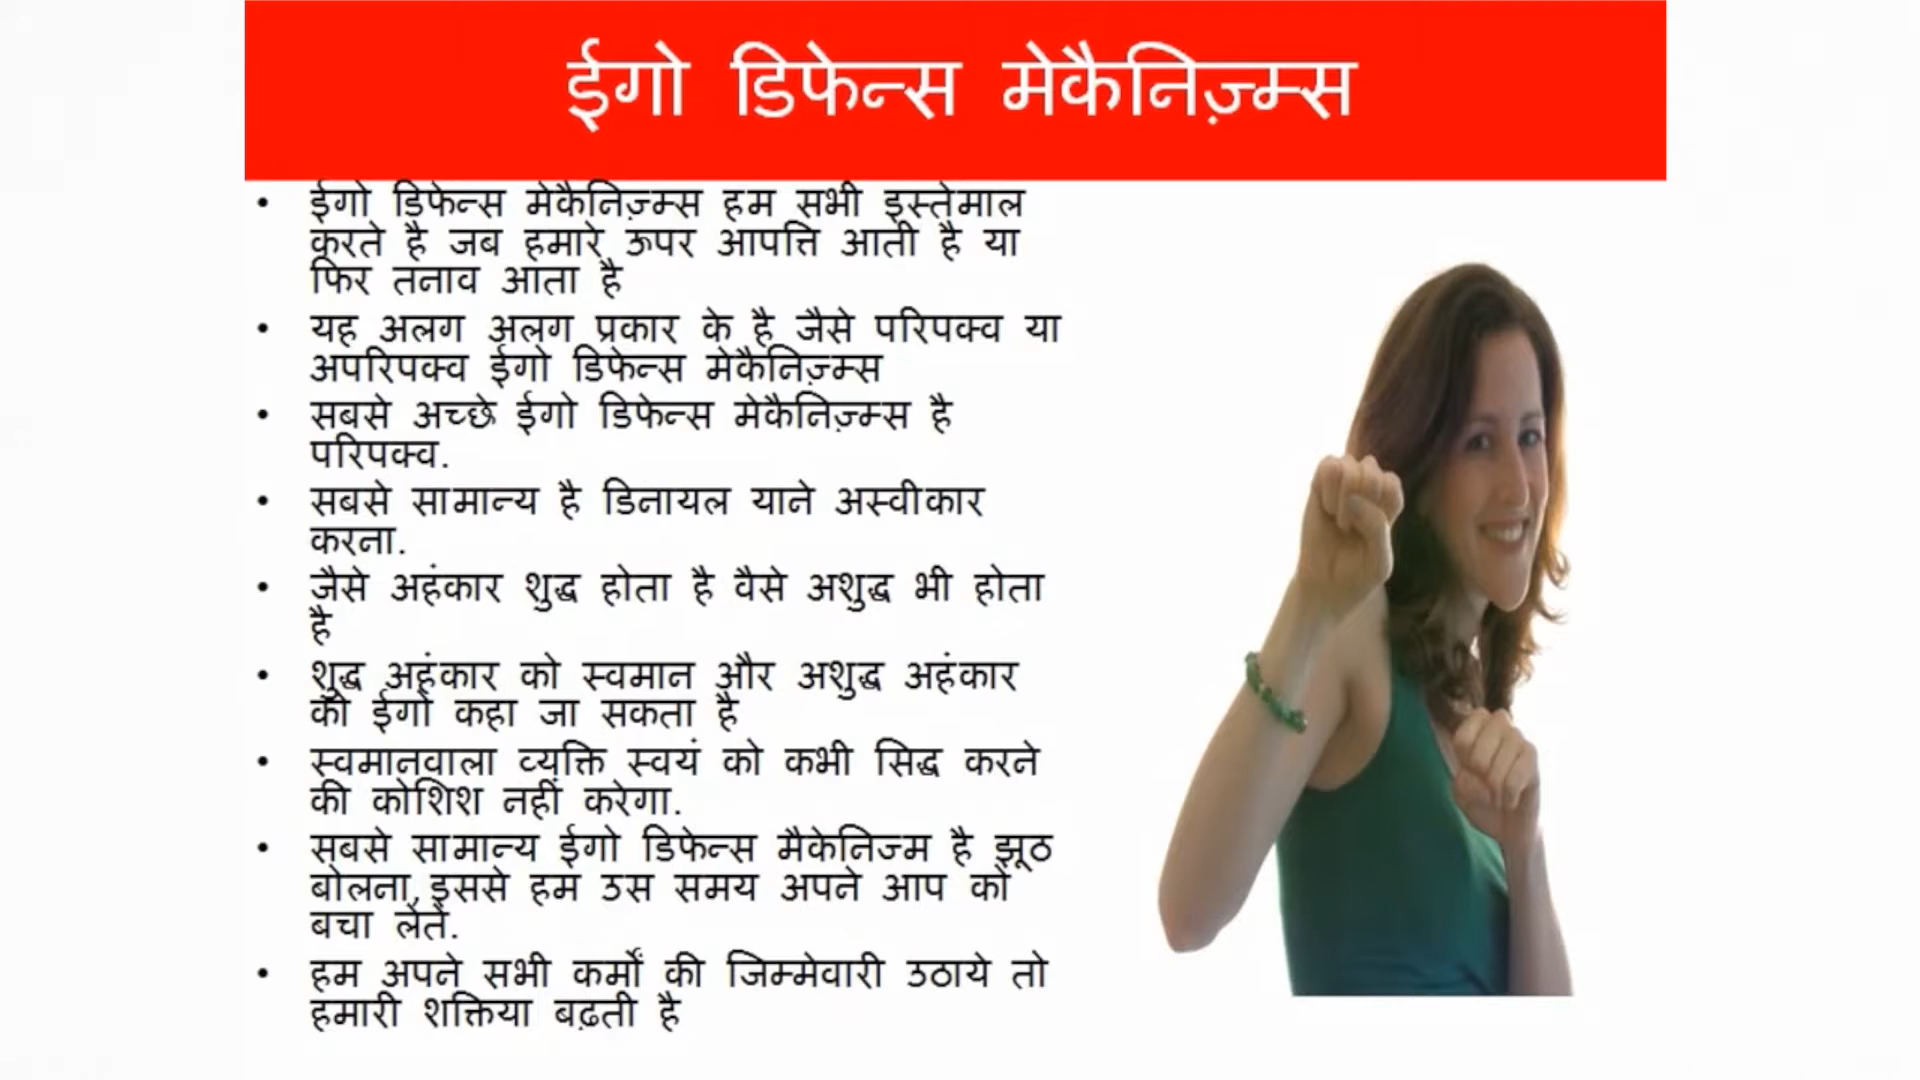 ईगो डिफेन्स मेकैनिज़्म्स
• ईगो डिफेन्स मेकैनिज़्म्स हम सभी इस्तेमाल
करते है जब हमारे ऊपर आपत्ति आती है या
फिर तनाव आता है
• यह अलग अलग प्रकार के है जैसे परिपक्व या
अपरिपक्व ईगो डिफेन्स मेकैनिज़्म्स
• सबसे अच्छे ईगो डिफेन्स मेकैनिज़्म्स है
परिपक्व.
• सबसे सामान्य है डिनायल याने अस्वीकार
करना.
• जैसे अहंकार शुद्ध होता है वैसे अशुद्ध भी होता
है
• शुद्ध अहंकार को स्वमान और अशुद्ध अहंकार
को ईगो कहा जा सकता है
• स्वमानवाला व्यक्ति स्वयं को कभी सिद्ध करने
की कोशिश नहीं करेगा.
• सबसे सामान्य ईगो डिफेन्स मैकेनिज्म है झूठ
बोलना, इससे हम उस समय अपने आप को
बचा लेते.
• हम अपने सभी कर्मों की जिम्मेवारी उठाये तो
हमारी शक्तिया बढ़ती है